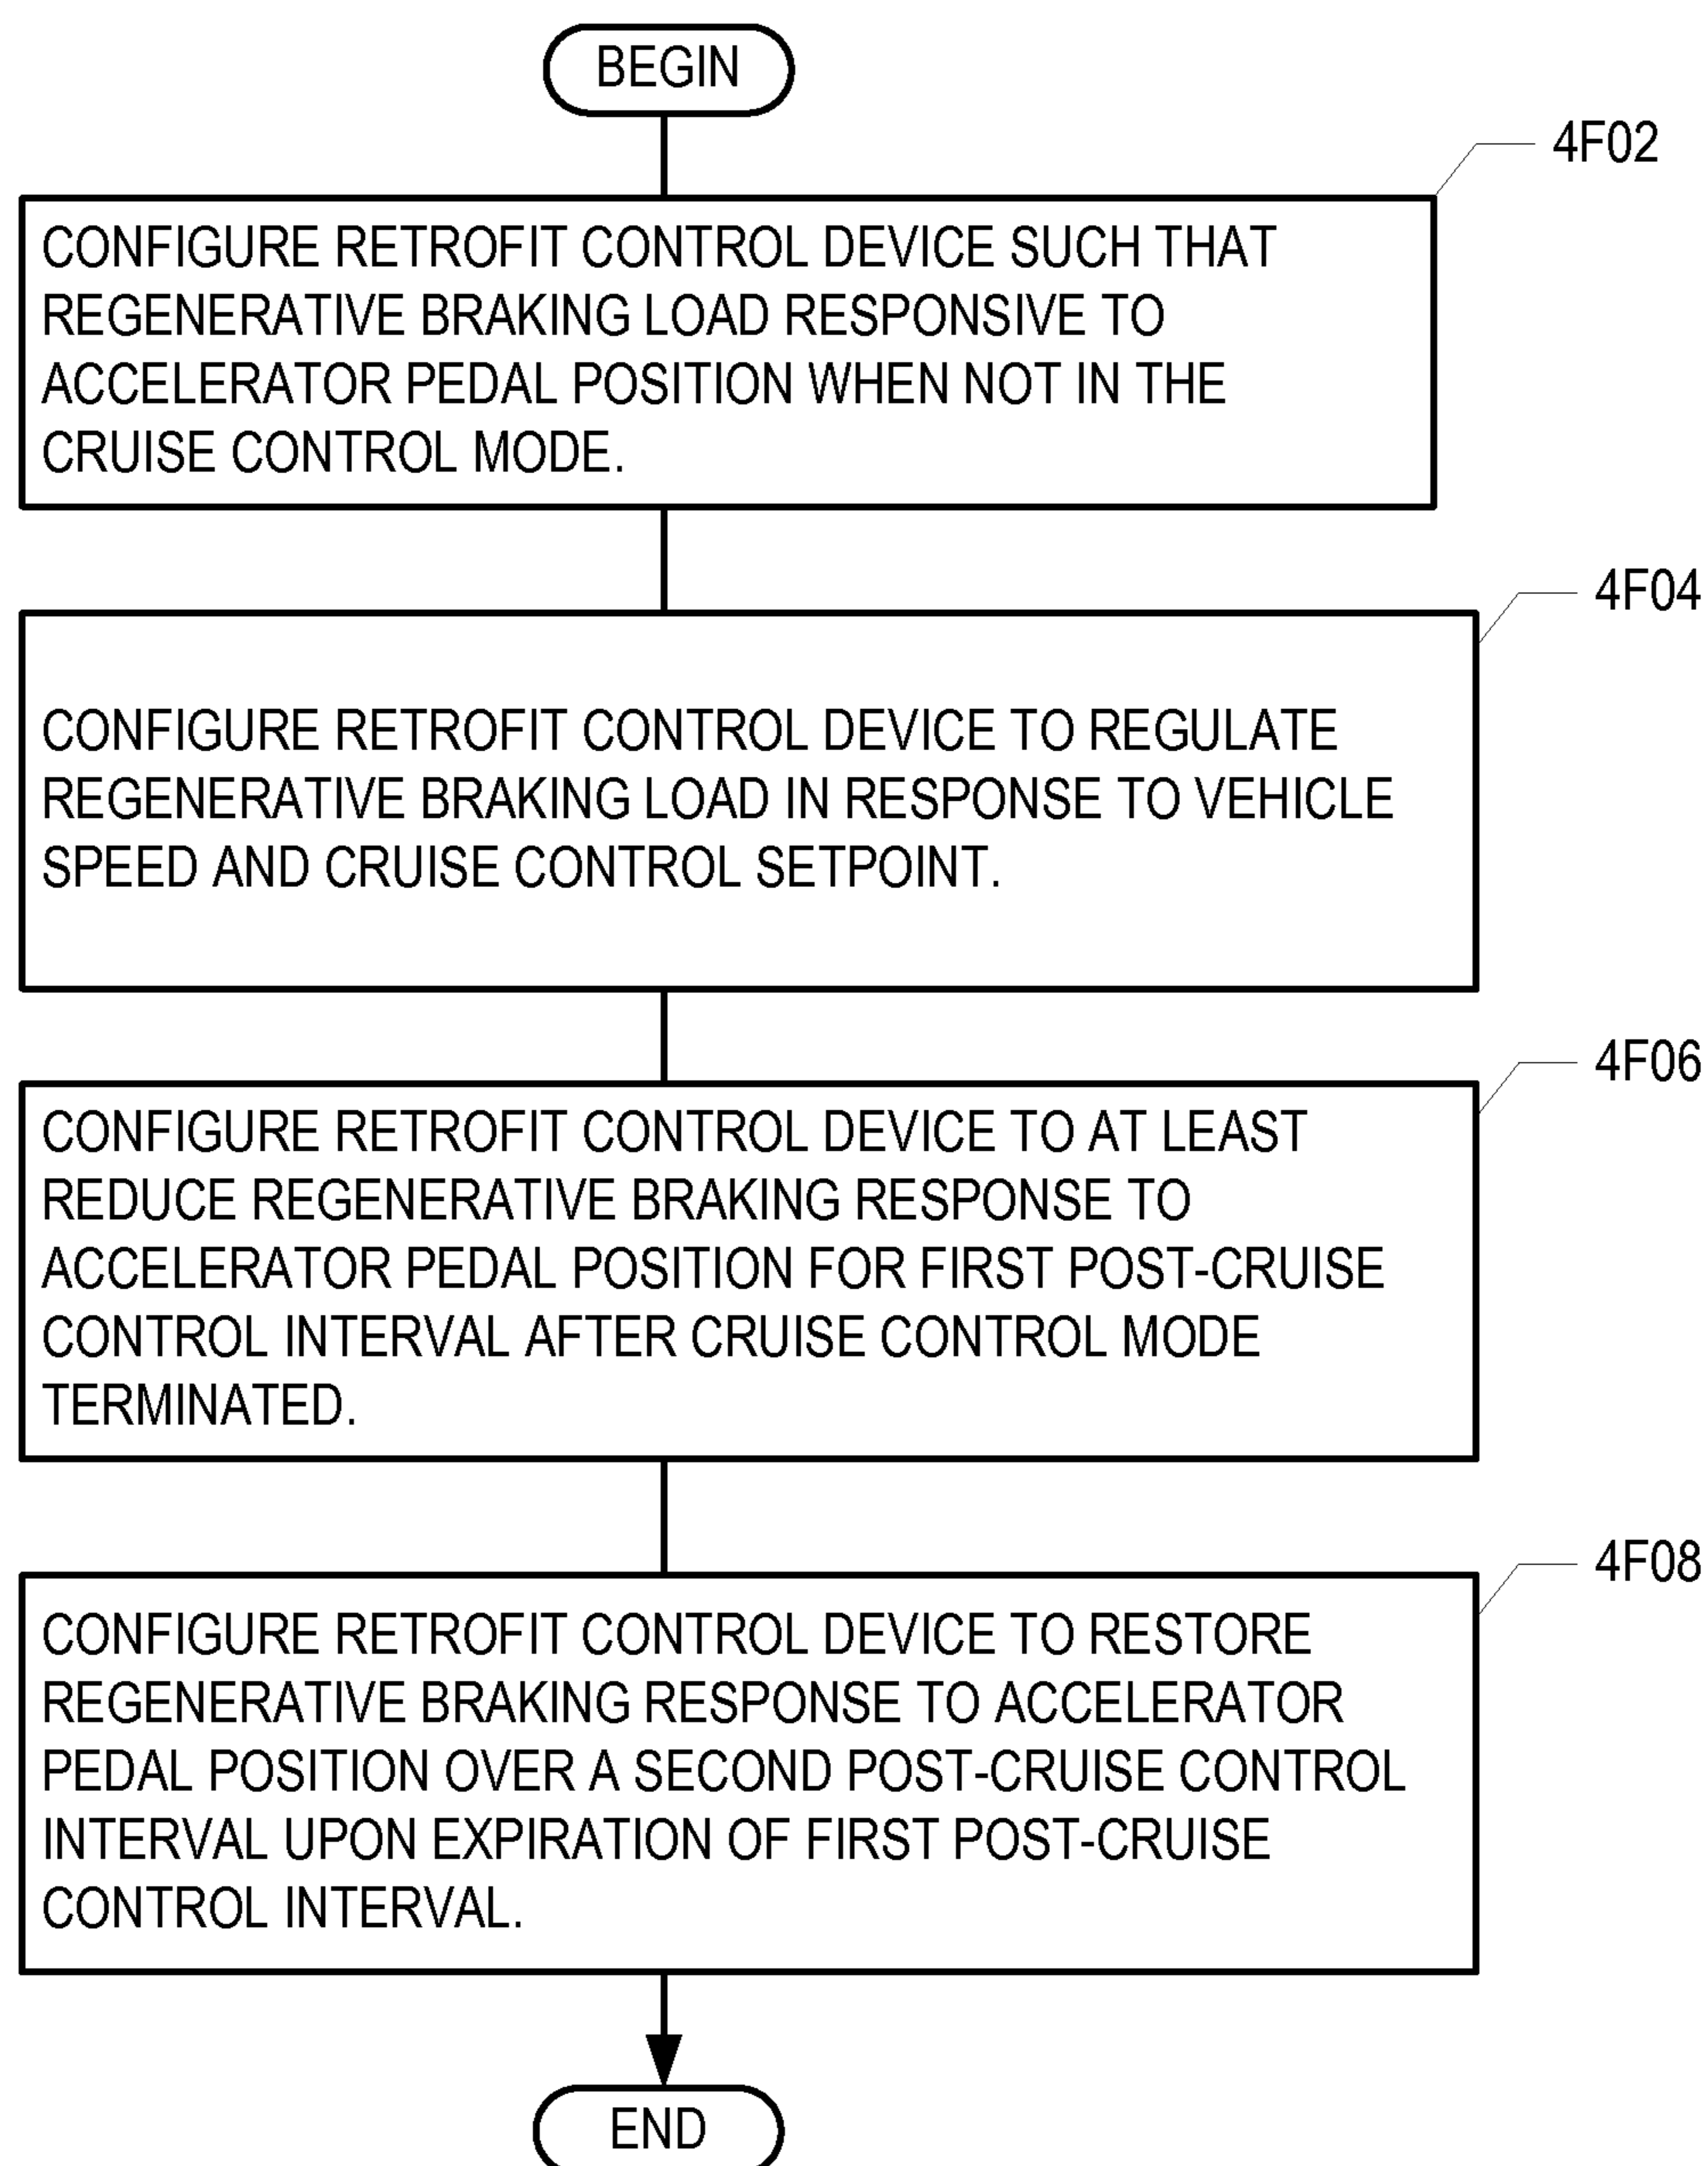 BEGIN
4F02
CONFIGURE RETROFIT CONTROL DEVICE SUCH THAT
REGENERATIVE BRAKING LOAD RESPONSIVE TO
ACCELERATOR PEDAL POSITION WHEN NOT IN THE
CRUISE CONTROL MODE.
4F04
CONFIGURE RETROFIT CONTROL DEVICE TO REGULATE
REGENERATIVE BRAKING LOAD IN RESPONSE TO VEHICLE
SPEED AND CRUISE CONTROL SETPOINT.
4F06
CONFIGURE RETROFIT CONTROL DEVICE TO AT LEAST
REDUCE REGENERATIVE BRAKING RESPONSE TO
ACCELERATOR PEDAL POSITION FOR FIRST POST-CRUISE
CONTROL INTERVAL AFTER CRUISE CONTROL MODE
TERMINATED.
4F08
CONFIGURE RETROFIT CONTROL DEVICE TO RESTORE
REGENERATIVE BRAKING RESPONSE TO ACCELERATOR
PEDAL POSITION OVER A SECOND POST-CRUISE CONTROL
INTERVAL UPON EXPIRATION OF FIRST POST-CRUISE
CONTROL INTERVAL.
END